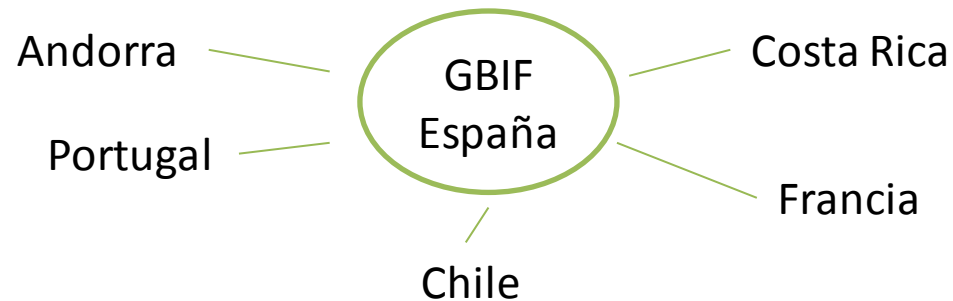 Andorra
GBIF
España
Costa Rica
Portugal
Francia
Chile